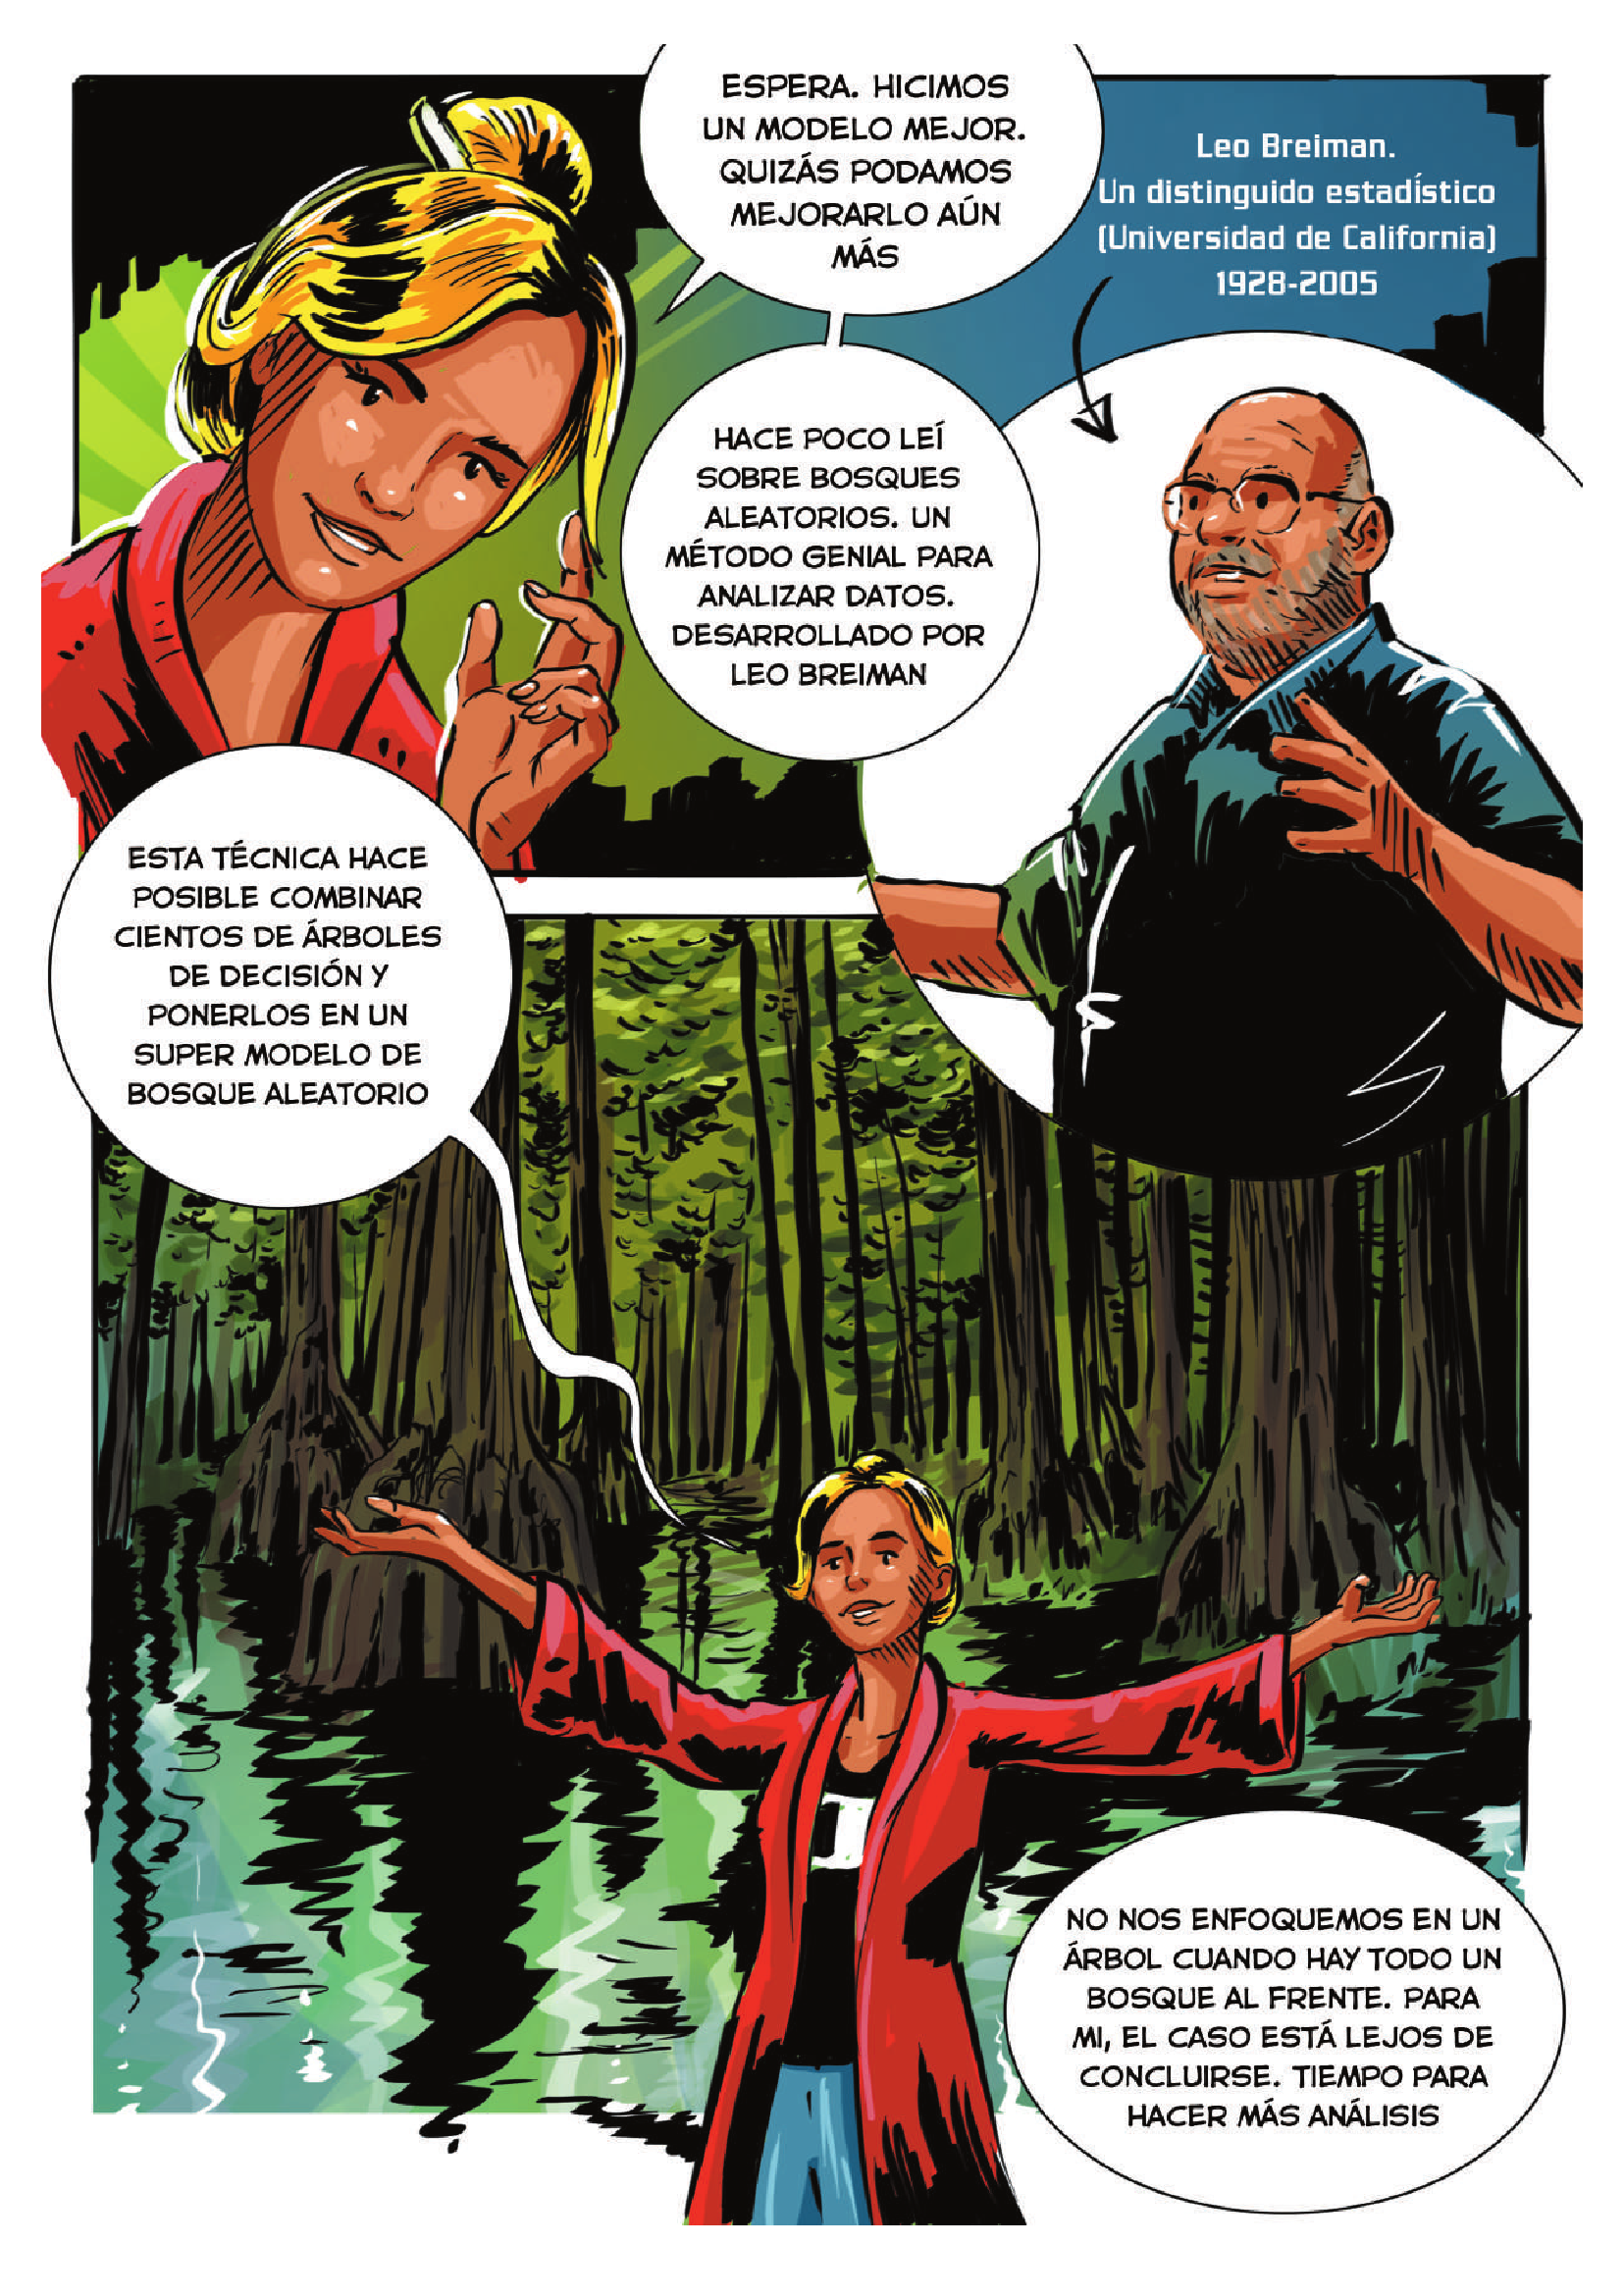 ESPERA. HICIMOS
UN MODELO MEJOR.
QUIZÁS PODAMOS
MEJORARLO AÚN
MÁS
Leo Breiman.
Un distinguido estadístico
(Universidad de California)
1928-2005
HACE POCO LEÍ
SOBRE BOSQUES
ALEATORIOS. UN
MÉTODO GENIAL PARA
ANALIZAR DATOS.
DESARROLLADO POR
LEO BREIMAN
ESTA TÉCNICA HACE
POSIBLE COMBINAR
CIENTOS DE ÁRBOLES
DE DECISIÓN Y
PONERLOS EN UN
SUPER MODELO DE
BOSQUE ALEATORIO
NO NOS ENFOQUEMOS EN UN
ÁRBOL CUANDO HAY TODO UN
BOSQUE AL FRENTE. PARA
MI, EL CASO ESTÁ LEJOS DE
CONCLUIRSE. TIEMPO PARA
HACER MÁS ANÁLISIS